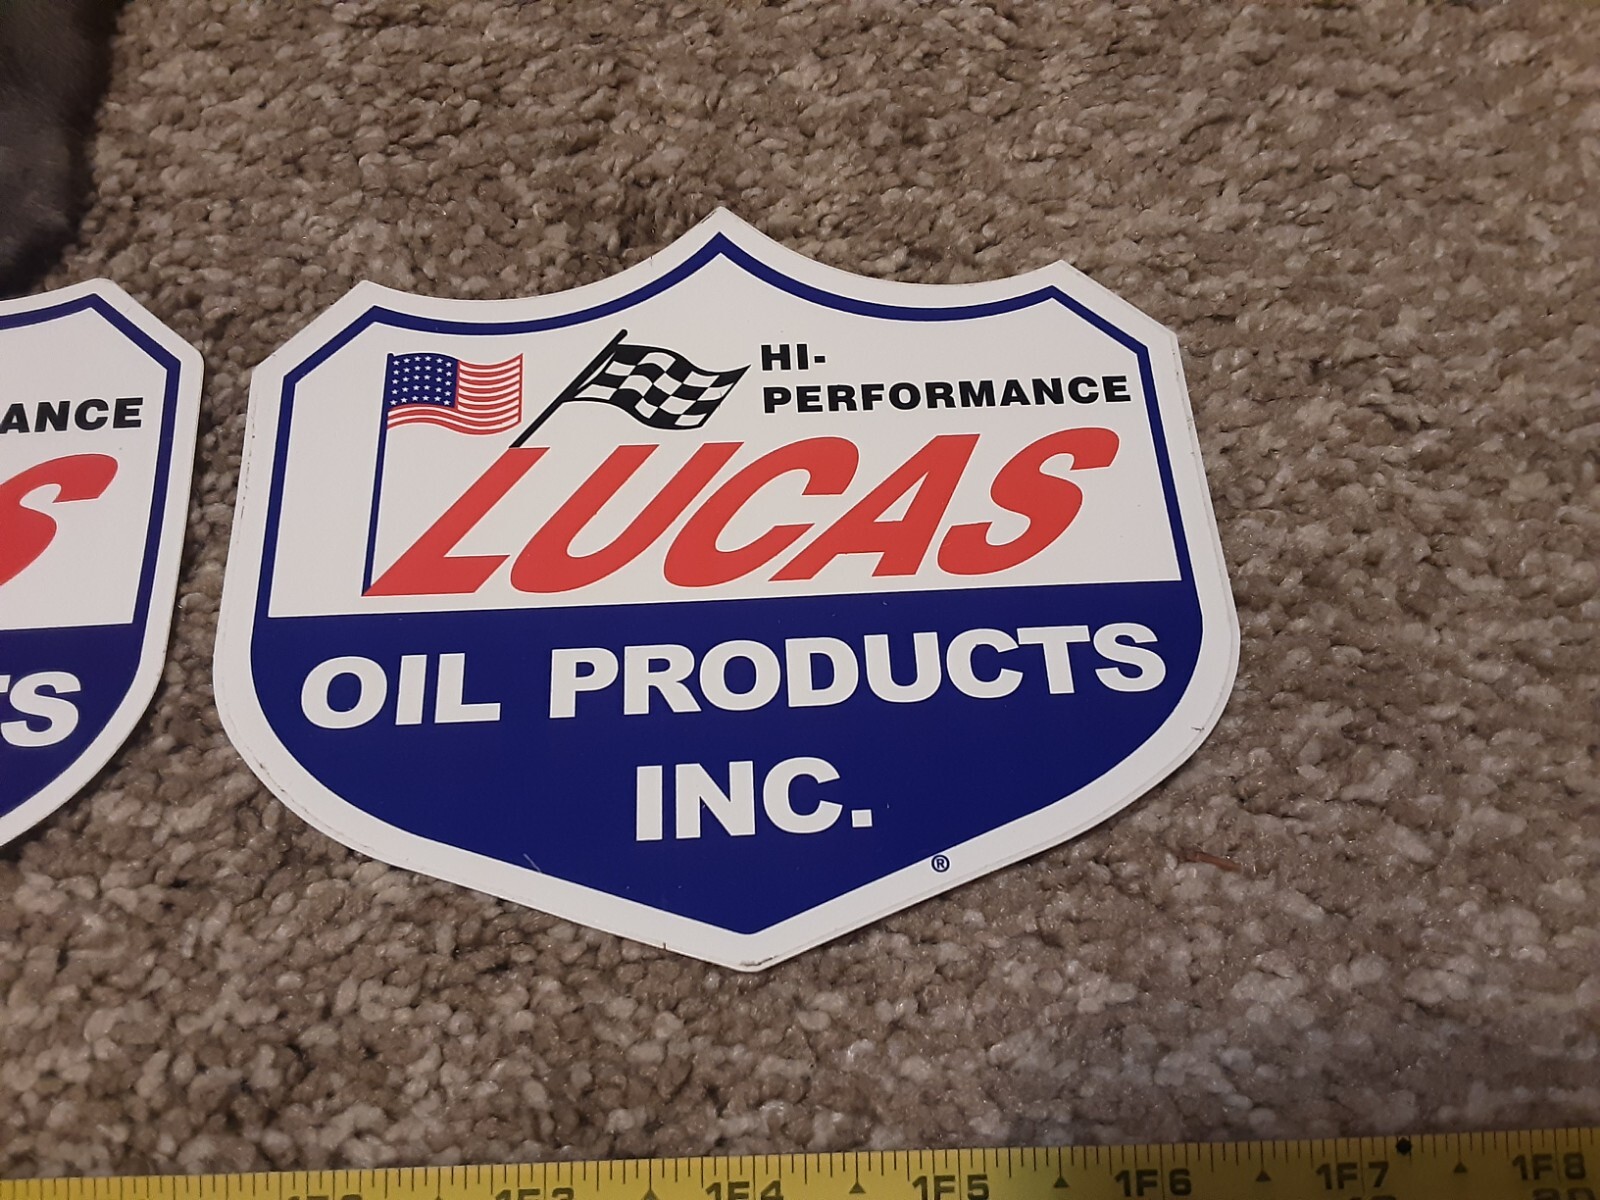 ANCE
S
TS
HI-
PERFORMANCE
LUCAS
OIL PRODUCTS
INC.
®
1F3 1F4 1F5 1F6 1F7 1F8